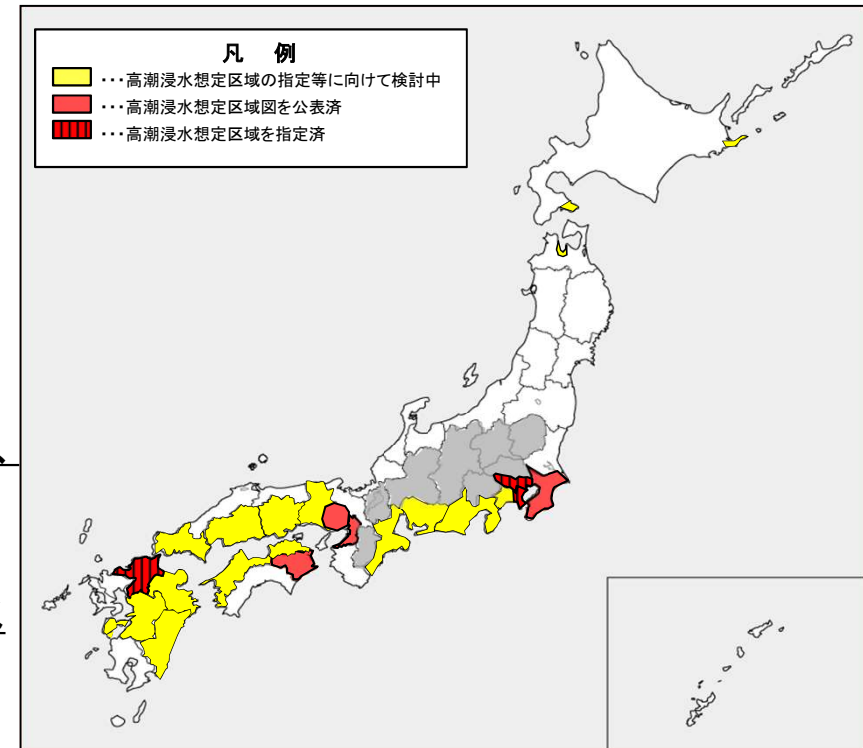 凡 例
･･･高潮浸水想定区域の指定等に向けて検討中
･･･高潮浸水想定区域図を公表済
･･･高潮浸水想定区域を指定済